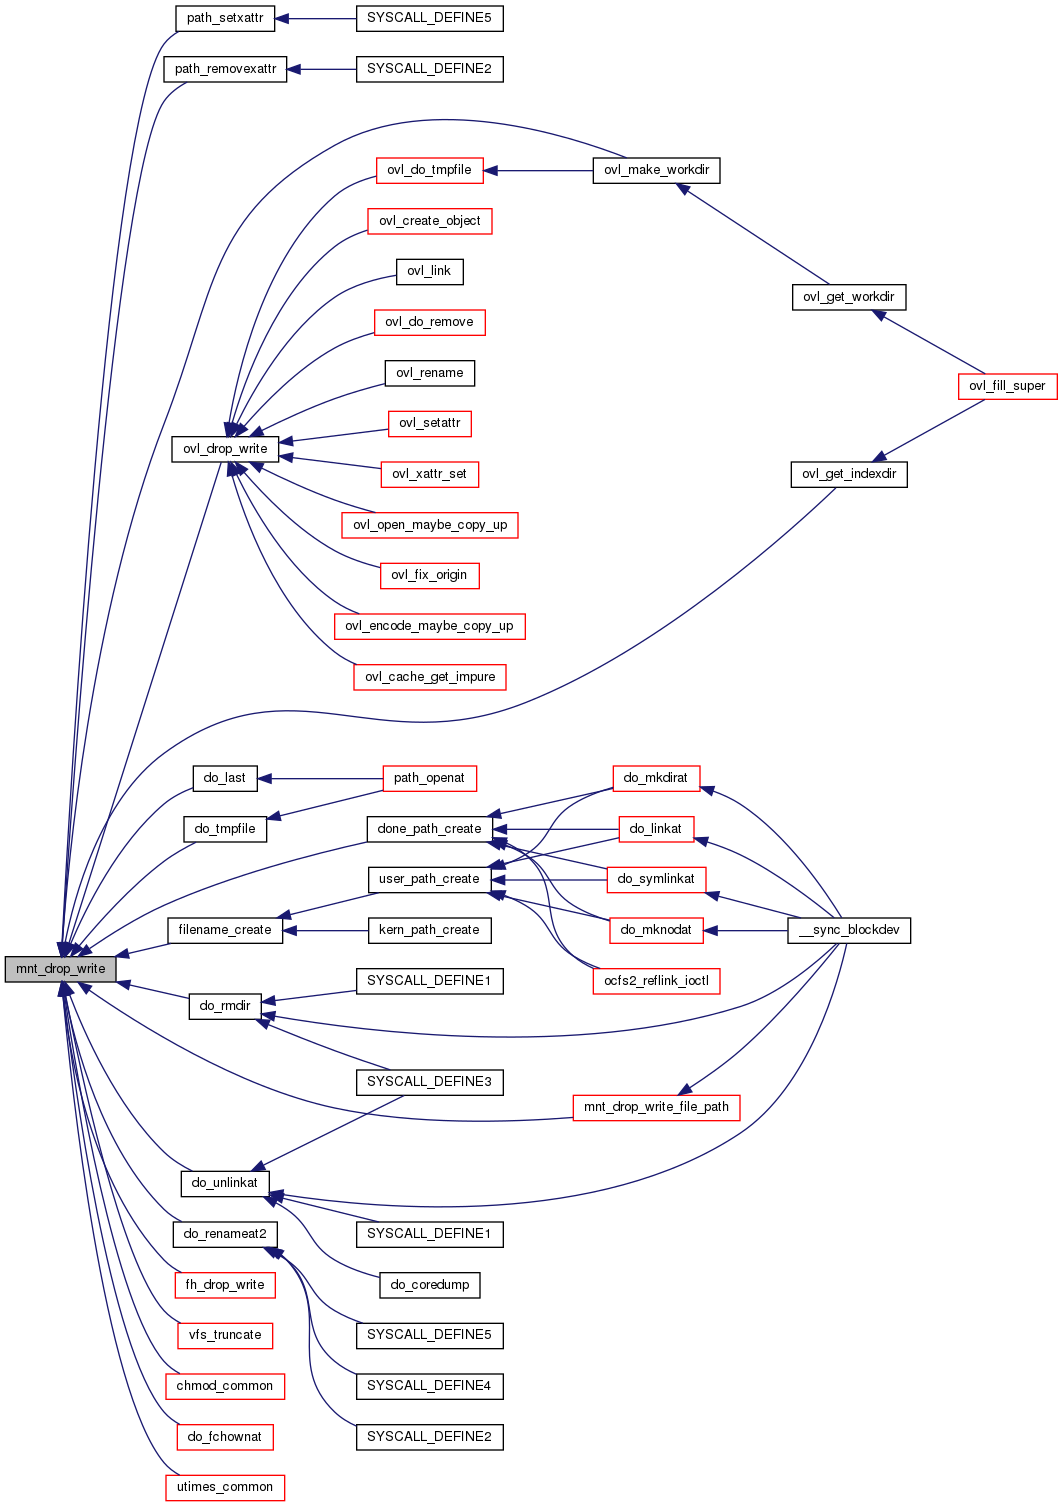 path_setxattr
SYSCALL_DEFINE5
path_removexattr
SYSCALL_DEFINE2
ovl_do_tmpfile
ovl_make_workdir
ovl_create_object
ovl_link
ovl_get_workdir
ovl_do_remove
ovl_rename
ovl_fill_super
ovl_setattr
ovl_drop_write
ovl_xattr_set
ovl_get_indexdir
ovl_open_maybe_copy_up
ovl_fix_origin
ovl_encode_maybe_copy_up
ovl_cache_get_impure
do_last
path_openat
do_mkdirat
do_tmpfile
done_path_create
do_linkat
user_path_create
do_symlinkat
filename_create
kern_path_create
do_mknodat
__sync_blockdev
mnt_drop_write
SYSCALL_DEFINE1
ocfs2_reflink_ioctl
do_rmdir
SYSCALL_DEFINE3
mnt_drop_write_file_path
do_unlinkat
do_renameat2
SYSCALL_DEFINE1
fh_drop_write
do_coredump
vfs_truncate
SYSCALL_DEFINE5
chmod_common
SYSCALL_DEFINE4
do_fchownat
SYSCALL_DEFINE2
utimes_common